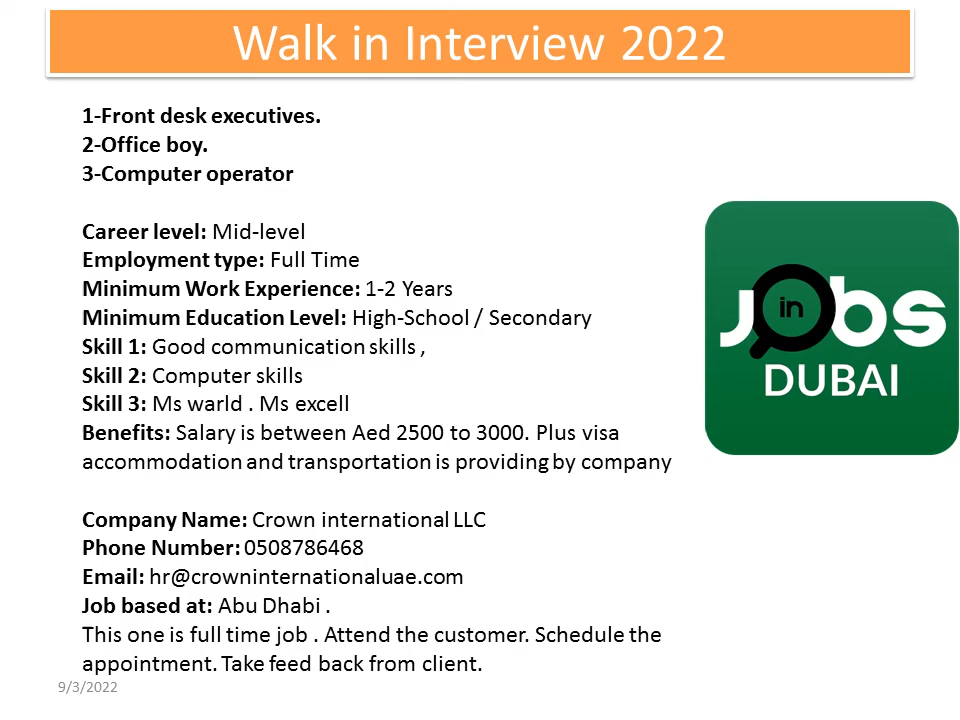 Walk in Interview 2022
1-Front desk executives.
2-Office boy.
3-Computer operator
Career level: Mid-level
Employment type: Full Time
Minimum Work Experience: 1-2 Years
Minimum Education Level: High-School / Secondary
Skill 1: Good communication skills ,
Skill 2: Computer skills
Skill 3: Ms warld . Ms excell
Benefits: Salary is between Aed 2500 to 3000. Plus visa
accommodation and transportation is providing by company
Jobs
in
DUBAI
Company Name: Crown international LLC
Phone Number: 0508786468
Email: hr@crowninternationaluae.com
Job based at: Abu Dhabi .
This one is full time job . Attend the customer. Schedule the
appointment. Take feed back from client.
9/3/2022